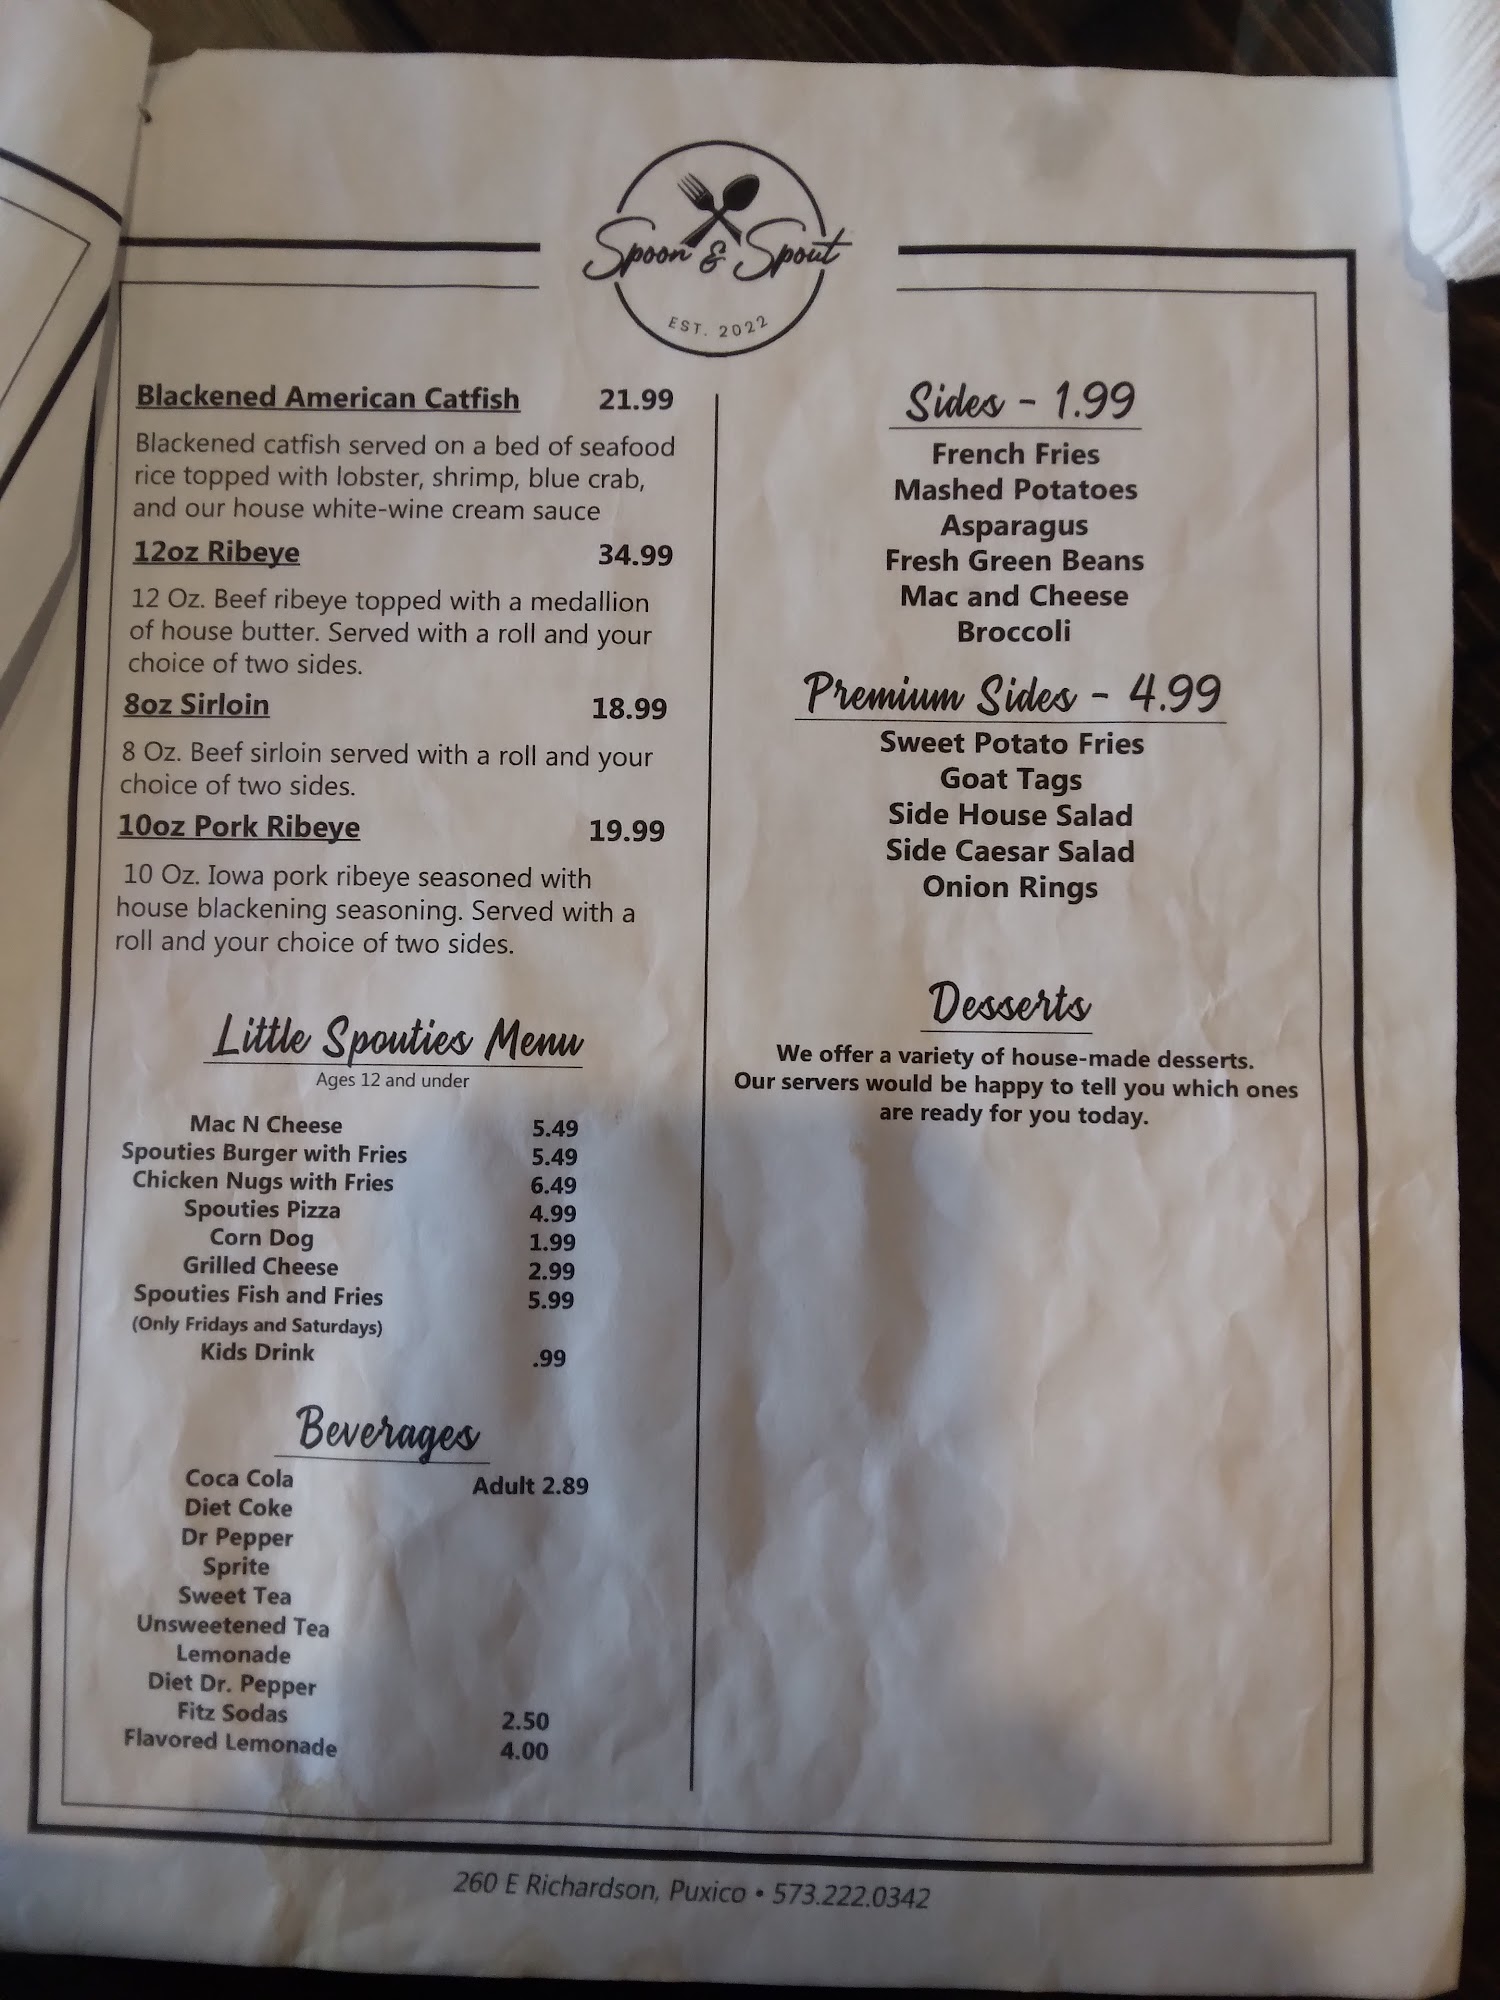 Spoon & Spout
EST. 2022
Blackened American Catfish 21.99
Blackened catfish served on a bed of seafood
rice topped with lobster, shrimp, blue crab,
and our house white-wine cream sauce
12oz Ribeye 34.99
12 Oz. Beef ribeye topped with a medallion
of house butter. Served with a roll and your
choice of two sides.
8oz Sirloin 18.99
8 Oz. Beef sirloin served with a roll and your
choice of two sides.
10oz Pork Ribeye 19.99
10 Oz. Iowa pork ribeye seasoned with
house blackening seasoning. Served with a
roll and your choice of two sides.
Little Spouties Menu
Ages 12 and under
Mac N Cheese 5.49
Spouties Burger with Fries 5.49
Chicken Nugs with Fries 6.49
Spouties Pizza 4.99
Corn Dog 1.99
Grilled Cheese 2.99
Spouties Fish and Fries 5.99
(Only Fridays and Saturdays)
Kids Drink .99
Beverages
Coca Cola Adult 2.89
Diet Coke
Dr Pepper
Sprite
Sweet Tea
Unsweetened Tea
Lemonade
Diet Dr. Pepper
Fitz Sodas 2.50
Flavored Lemonade 4.00
Sides - 1.99
French Fries
Mashed Potatoes
Asparagus
Fresh Green Beans
Mac and Cheese
Broccoli
Premium Sides - 4.99
Sweet Potato Fries
Goat Tags
Side House Salad
Side Caesar Salad
Onion Rings
Desserts
We offer a variety of house-made desserts.
Our servers would be happy to tell you which ones
are ready for you today.
260 E Richardson, Puxico • 573.222.0342